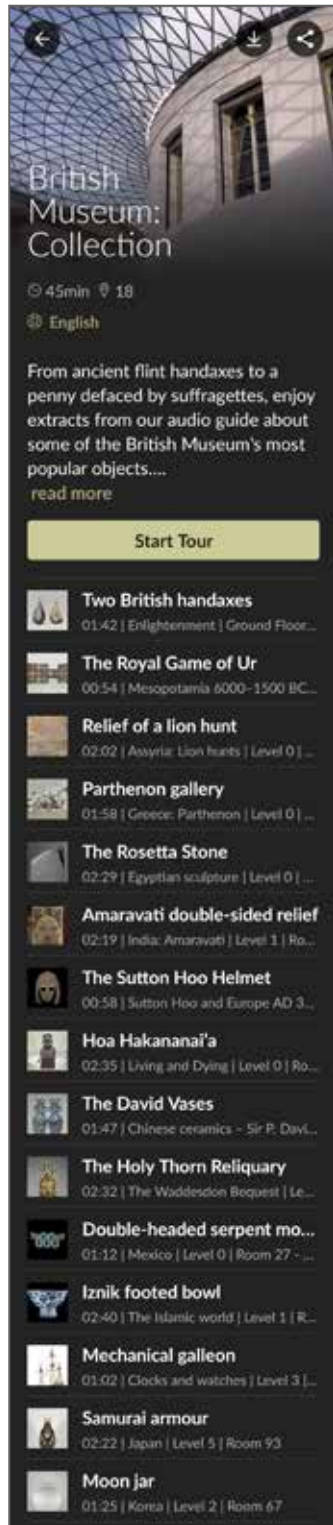 British
Museum:
Collection
45min 18
English
From ancient flint handaxes to a
penny defaced by suffragettes, enjoy
extracts from our audio guide about
some of the British Museum's most
popular objects....
read more
Start Tour
Two British handaxes
01:42 | Enlightenment | Ground Floor...
The Royal Game of Ur
00:54 | Mesopotamia 6000–1500 BC...
Relief of a lion hunt
02:02 | Assyria: Lion hunts | Level 0 | ...
Parthenon gallery
01:58 | Greece: Parthenon | Level 0 | ...
The Rosetta Stone
02:29 | Egyptian sculpture | Level 0 | ...
Amaravati double-sided relief
02:19 | India: Amaravati | Level 1 | Ro...
The Sutton Hoo Helmet
00:58 | Sutton Hoo and Europe AD 3...
Hoa Hakananai'a
02:35 | Living and Dying | Level 0 | Ro...
The David Vases
01:47 | Chinese ceramics – Sir P. Davi...
The Holy Thorn Reliquary
02:32 | The Waddesdon Bequest | Le...
Double-headed serpent mo...
01:12 | Mexico | Level 0 | Room 27 - ...
Iznik footed bowl
02:40 | The Islamic world | Level 1 | R...
Mechanical galleon
01:02 | Clocks and watches | Level 3 |...
Samurai armour
02:22 | Japan | Level 5 | Room 93
Moon jar
01:25 | Korea | Level 2 | Room 67